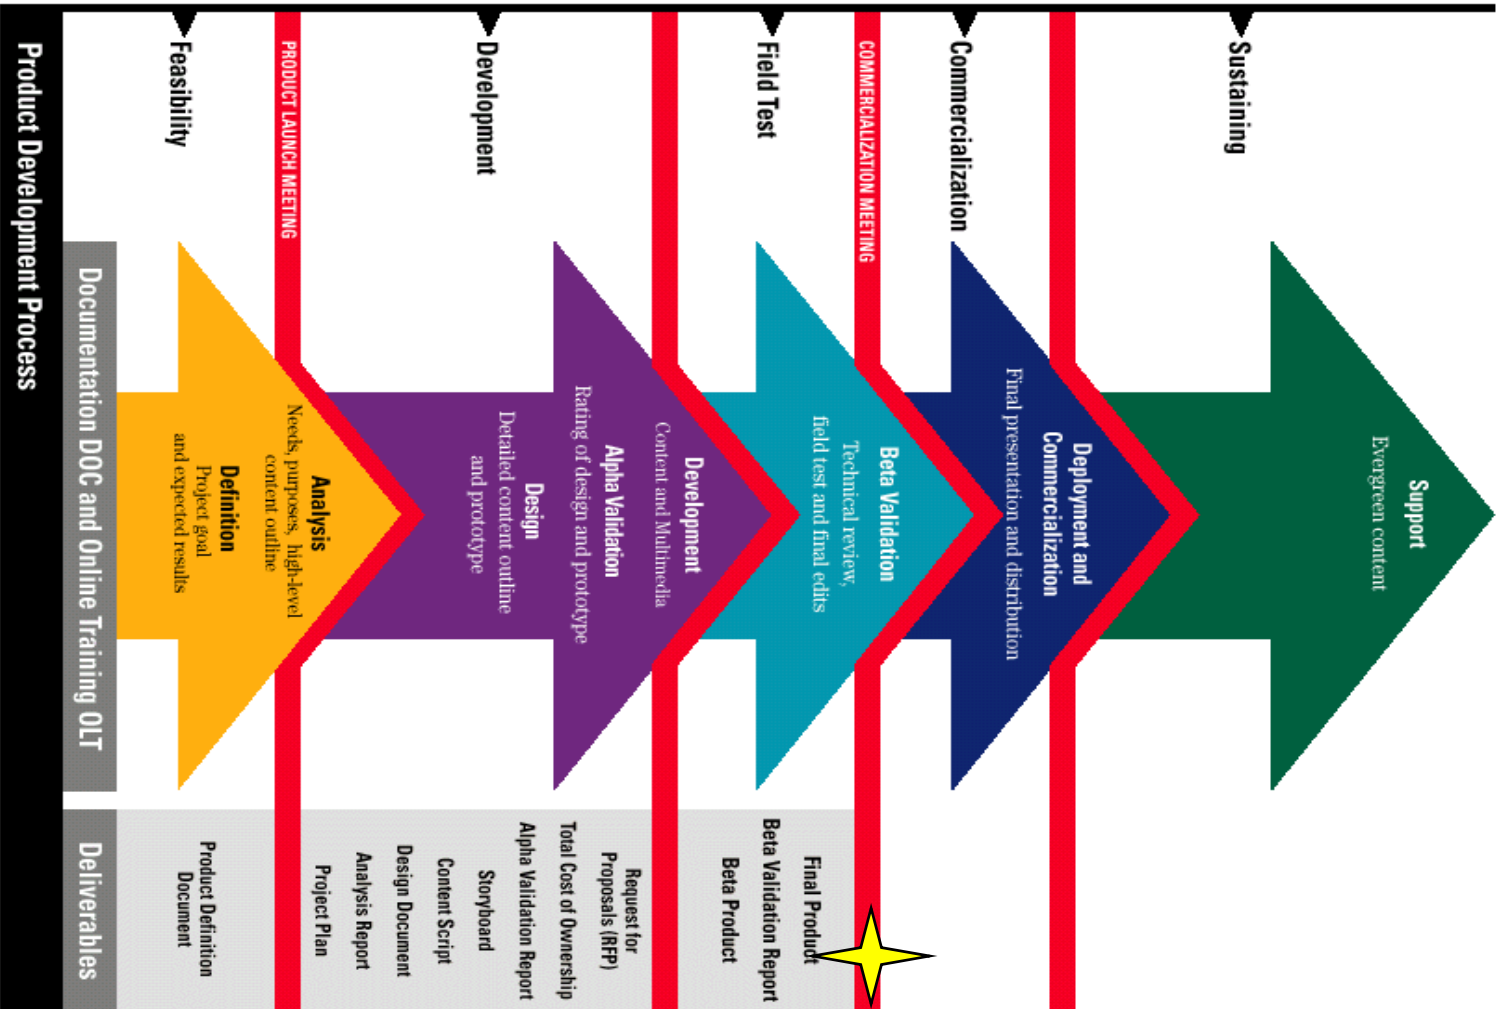 Sustaining
Support
Evergreen content
Commercialization
Deployment and
Commercialization
Final presentation and distribution
COMMERCIALIZATION MEETING
Field Test
Beta Validation
Technical review,
field test and final edits
Final Product
Beta Validation Report
Beta Product
Development
Development
Content and Multimedia
Alpha Validation
Rating of design and prototype
Design
Detailed content outline
and prototype
Request for
Proposals (RFP)
Total Cost of Ownership
Alpha Validation Report
Storyboard
Content Script
Design Document
Analysis Report
Project Plan
PRODUCT LAUNCH MEETING
Feasibility
Analysis
Needs, purposes, high-level
content outline
Definition
Project goal
and expected results
Product Definition
Document
Documentation DOC and Online Training OLT
Deliverables
Product Development Process